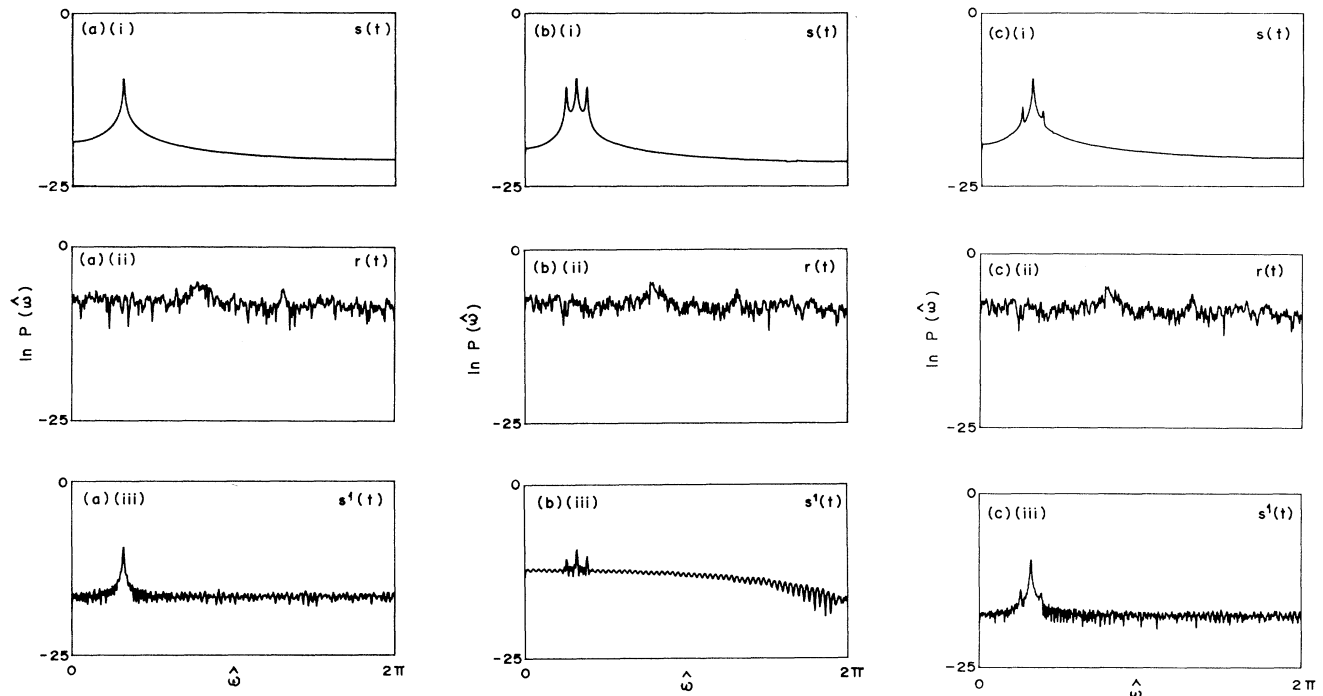 0
(a)(i) s(t)
-25
0
(b)(i) s(t)
-25
0
(c)(i) s(t)
-25
0
(a)(ii) r(t)
ln P(ω̂)
-25
0
(b)(ii) r(t)
ln P(ω̂)
-25
0
(c)(ii) r(t)
ln P(ω̂)
-25
0
(a)(iii) s¹(t)
-25
0 ω̂ 2π
0
(b)(iii) s¹(t)
-25
0 ω̂ 2π
0
(c)(iii) s¹(t)
-25
0 ω̂ 2π